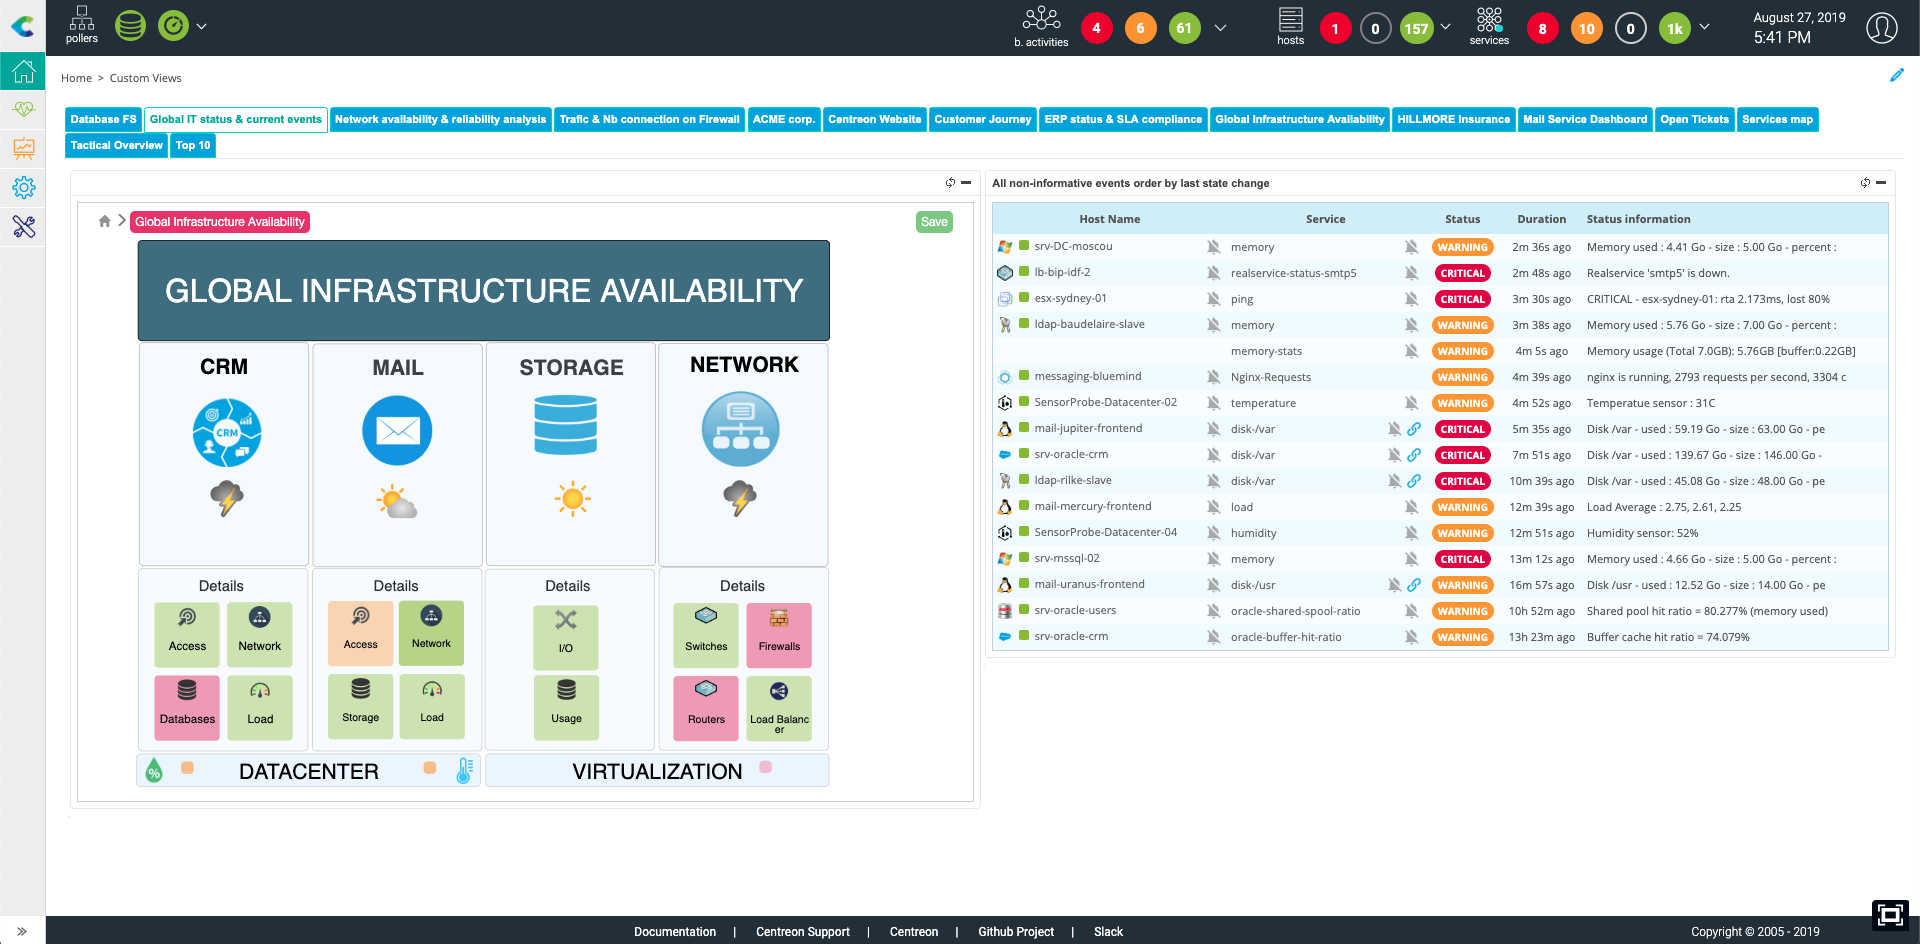 pollers
b. activities
4
6
61
hosts
1
0
157
services
8
10
0
1k
August 27, 2019
5:41 PM
Home > Custom Views
Database FS
Global IT status & current events
Network availability & reliability analysis
Trafic & Nb connection on Firewall
ACME corp.
Centreon Website
Customer Journey
ERP status & SLA compliance
Global Infrastructure Availability
HILLMORE Insurance
Mail Service Dashboard
Open Tickets
Services map
Tactical Overview
Top 10
Global Infrastructure Availability
Save
GLOBAL INFRASTRUCTURE AVAILABILITY
CRM
MAIL
STORAGE
NETWORK
CRM
Details
Details
Details
Details
Access
Network
Access
Network
I/O
Switches
Firewalls
Databases
Load
Storage
Load
Usage
Routers
Load Balanc
er
%
DATACENTER
VIRTUALIZATION
All non-informative events order by last state change
Host Name Service Status Duration Status information
srv-DC-moscou memory WARNING 2m 36s ago Memory used : 4.41 Go - size : 5.00 Go - percent :
lb-bip-idf-2 realservice-status-smtp5 CRITICAL 2m 48s ago Realservice 'smtp5' is down.
esx-sydney-01 ping CRITICAL 3m 30s ago CRITICAL - esx-sydney-01: rta 2.173ms, lost 80%
ldap-baudelaire-slave memory WARNING 3m 38s ago Memory used : 5.76 Go - size : 7.00 Go - percent :
memory-stats WARNING 4m 5s ago Memory usage (Total 7.0GB): 5.76GB [buffer:0.22GB]
messaging-bluemind Nginx-Requests WARNING 4m 39s ago nginx is running, 2793 requests per second, 3304 c
SensorProbe-Datacenter-02 temperature WARNING 4m 52s ago Temperatue sensor : 31C
mail-jupiter-frontend disk-/var CRITICAL 5m 35s ago Disk /var - used : 59.19 Go - size : 63.00 Go - pe
srv-oracle-crm disk-/var CRITICAL 7m 51s ago Disk /var - used : 139.67 Go - size : 146.00 Go -
ldap-rilke-slave disk-/var CRITICAL 10m 39s ago Disk /var - used : 45.08 Go - size : 48.00 Go - pe
mail-mercury-frontend load WARNING 12m 39s ago Load Average : 2.75, 2.61, 2.25
SensorProbe-Datacenter-04 humidity WARNING 12m 51s ago Humidity sensor: 52%
srv-mssql-02 memory CRITICAL 13m 12s ago Memory used : 4.66 Go - size : 5.00 Go - percent :
mail-uranus-frontend disk-/usr WARNING 16m 57s ago Disk /usr - used : 12.52 Go - size : 14.00 Go - pe
srv-oracle-users oracle-shared-spool-ratio WARNING 10h 52m ago Shared pool hit ratio = 80.277% (memory used)
srv-oracle-crm oracle-buffer-hit-ratio WARNING 13h 23m ago Buffer cache hit ratio = 74.079%
Documentation | Centreon Support | Centreon | Github Project | Slack
Copyright © 2005 - 2019